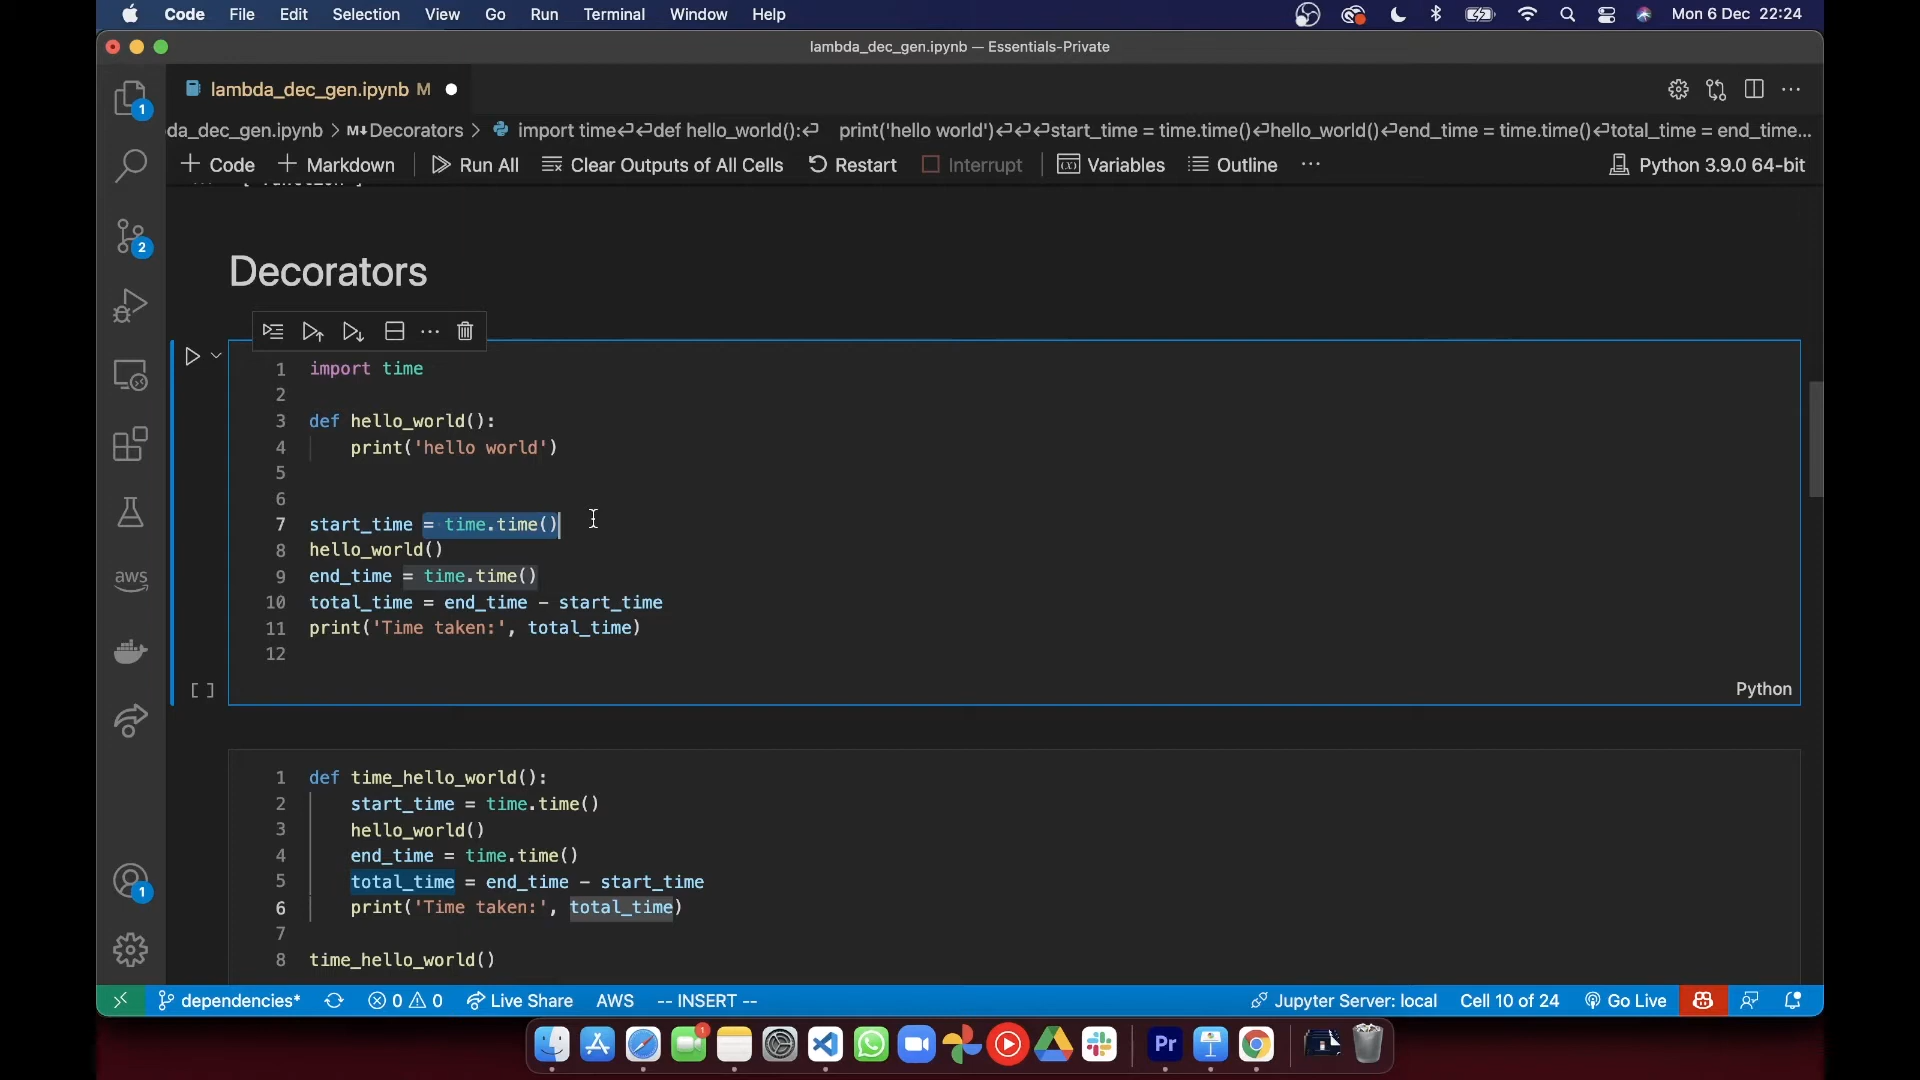 Code File Edit Selection View Go Run Terminal Window Help Mon 6 Dec 22:24
lambda_dec_gen.ipynb — Essentials-Private
1 lambda_dec_gen.ipynb M
da_dec_gen.ipynb > M↓Decorators > import time↵↵def hello_world():↵ print('hello world')↵↵↵start_time = time.time()↵hello_world()↵end_time = time.time()↵total_time = end_time...
Code Markdown Run All Clear Outputs of All Cells Restart Interrupt Variables Outline ··· Python 3.9.0 64-bit
2
Decorators
1 import time
2
3 def hello_world():
4 print('hello world')
5
6
7 start_time = time.time()
8 hello_world()
9 end_time = time.time()
10 total_time = end_time - start_time
11 print('Time taken:', total_time)
12
[ ] Python
aws
1 def time_hello_world():
2 start_time = time.time()
3 hello_world()
4 end_time = time.time()
5 total_time = end_time - start_time
6 print('Time taken:', total_time)
7
8 time_hello_world()
1
dependencies* 0 0 Live Share AWS -- INSERT -- Jupyter Server: local Cell 10 of 24 Go Live
1 Pr